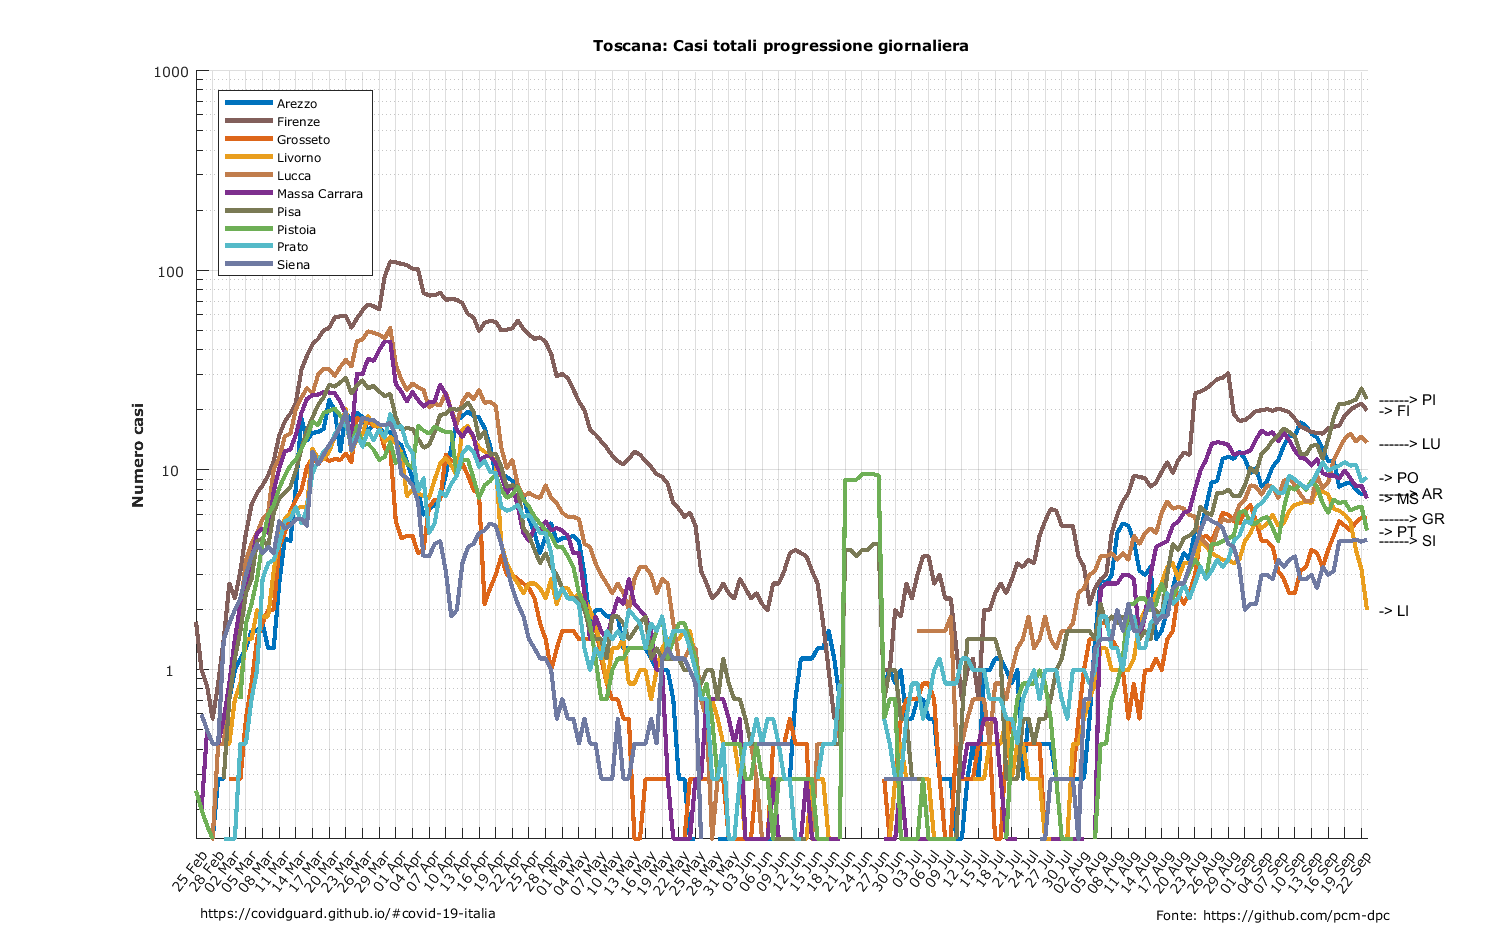 Toscana: Casi totali progressione giornaliera
1000
100
10
1
Numero casi
Arezzo
Firenze
Grosseto
Livorno
Lucca
Massa Carrara
Pisa
Pistoia
Prato
Siena
------> PI
-> FI
------> LU
-> PO
------> AR
-> MS
------> GR
-> PT
------> SI
-> LI
25 Feb
28 Feb
02 Mar
05 Mar
08 Mar
11 Mar
14 Mar
17 Mar
20 Mar
23 Mar
26 Mar
29 Mar
01 Apr
04 Apr
07 Apr
10 Apr
13 Apr
16 Apr
19 Apr
22 Apr
25 Apr
28 Apr
01 May
04 May
07 May
10 May
13 May
16 May
19 May
22 May
25 May
28 May
31 May
03 Jun
06 Jun
09 Jun
12 Jun
15 Jun
18 Jun
21 Jun
24 Jun
27 Jun
30 Jun
03 Jul
06 Jul
09 Jul
12 Jul
15 Jul
18 Jul
21 Jul
24 Jul
27 Jul
30 Jul
02 Aug
05 Aug
08 Aug
11 Aug
14 Aug
17 Aug
20 Aug
23 Aug
26 Aug
29 Aug
01 Sep
04 Sep
07 Sep
10 Sep
13 Sep
16 Sep
19 Sep
22 Sep
https://covidguard.github.io/#covid-19-italia
Fonte: https://github.com/pcm-dpc